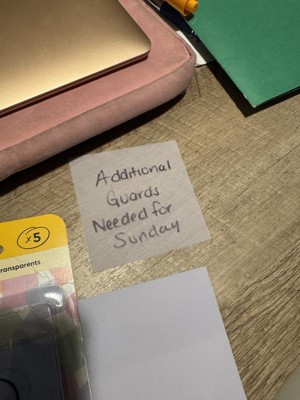 Additional
Guards
Needed for
Sunday
x5
ransparents